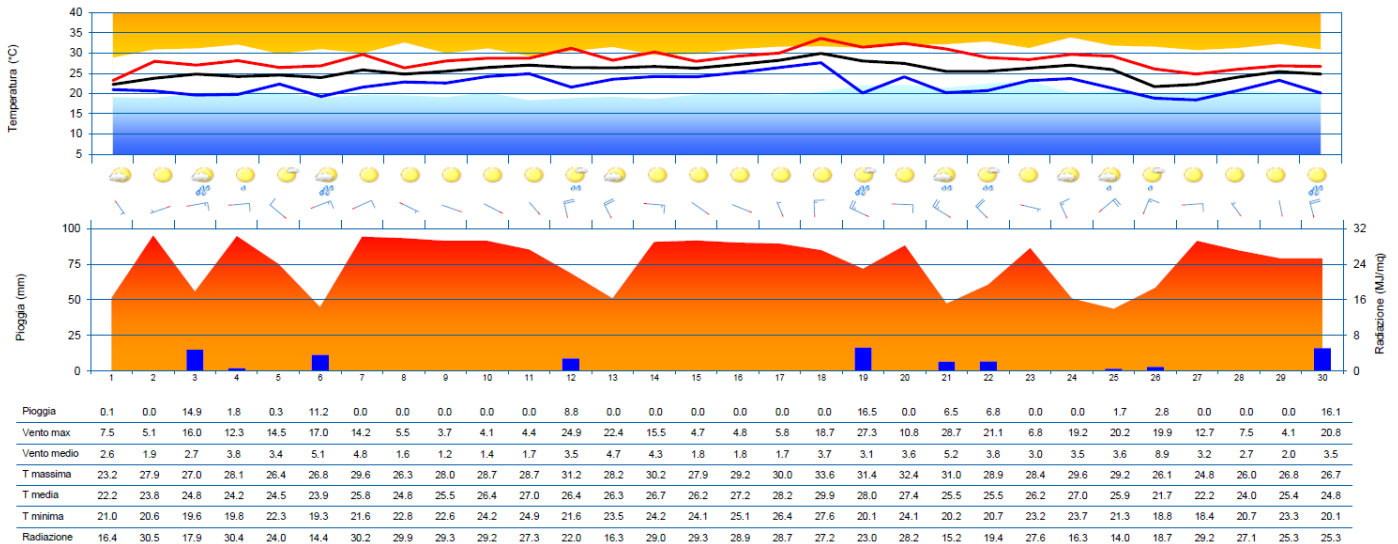 Temperatura (°C)
40
35
30
25
20
15
10
5
Pioggia (mm)
100
75
50
25
0
32
24
16
8
0
Radiazione (MJ/mq)
1 2 3 4 5 6 7 8 9 10 11 12 13 14 15 16 17 18 19 20 21 22 23 24 25 26 27 28 29 30
Pioggia 0.1 0.0 14.9 1.8 0.3 11.2 0.0 0.0 0.0 0.0 0.0 8.8 0.0 0.0 0.0 0.0 0.0 0.0 16.5 0.0 6.5 6.8 0.0 0.0 1.7 2.8 0.0 0.0 0.0 16.1
Vento max 7.5 5.1 16.0 12.3 14.5 17.0 14.2 5.5 3.7 4.1 4.4 24.9 22.4 15.5 4.7 4.8 5.8 18.7 27.3 10.8 28.7 21.1 6.8 19.2 20.2 19.9 12.7 7.5 4.1 20.8
Vento medio 2.6 1.9 2.7 3.8 3.4 5.1 4.8 1.6 1.2 1.4 1.7 3.5 4.7 4.3 1.8 1.8 1.7 3.7 3.1 3.6 5.2 3.8 3.0 3.5 3.6 8.9 3.2 2.7 2.0 3.5
T massima 23.2 27.9 27.0 28.1 26.4 26.8 29.6 26.3 28.0 28.7 28.7 31.2 28.2 30.2 27.9 29.2 30.0 33.6 31.4 32.4 31.0 28.9 28.4 29.6 29.2 26.1 24.8 26.0 26.8 26.7
T media 22.2 23.8 24.8 24.2 24.5 23.9 25.8 24.8 25.5 26.4 27.0 26.4 26.3 26.7 26.2 27.2 28.2 29.9 28.0 27.4 25.5 25.5 26.2 27.0 25.9 21.7 22.2 24.0 25.4 24.8
T minima 21.0 20.6 19.6 19.8 22.3 19.3 21.6 22.8 22.6 24.2 24.9 21.6 23.5 24.2 24.1 25.1 26.4 27.6 20.1 24.1 20.2 20.7 23.2 23.7 21.3 18.8 18.4 20.7 23.3 20.1
Radiazione 16.4 30.5 17.9 30.4 24.0 14.4 30.2 29.9 29.3 29.2 27.3 22.0 16.3 29.0 29.3 28.9 28.7 27.2 23.0 28.2 15.2 19.4 27.6 16.3 14.0 18.7 29.2 27.1 25.3 25.3